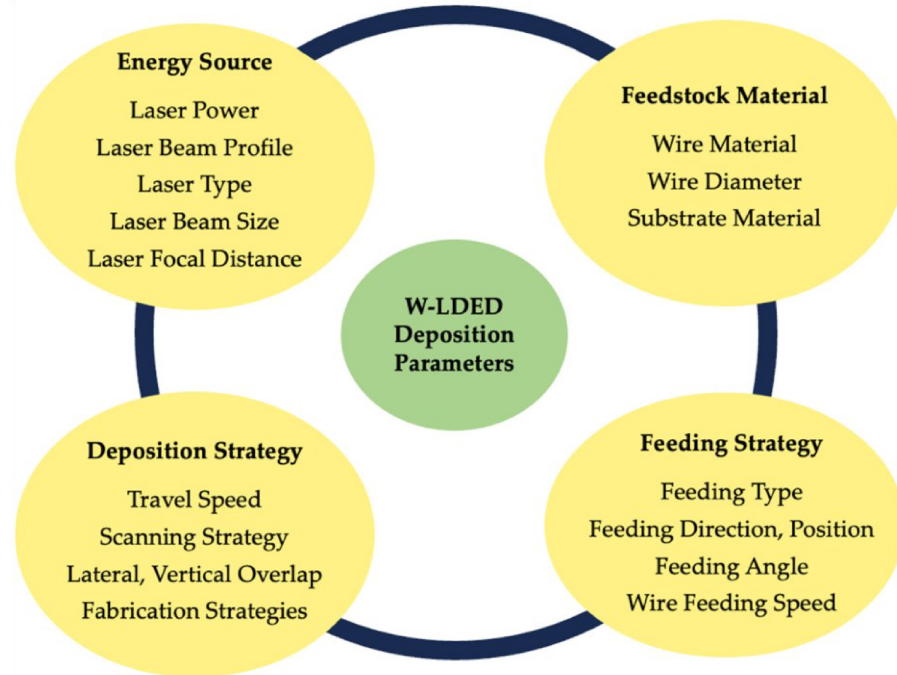 Energy Source
Laser Power
Laser Beam Profile
Laser Type
Laser Beam Size
Laser Focal Distance
Feedstock Material
Wire Material
Wire Diameter
Substrate Material
W-LDED
Deposition
Parameters
Deposition Strategy
Travel Speed
Scanning Strategy
Lateral, Vertical Overlap
Fabrication Strategies
Feeding Strategy
Feeding Type
Feeding Direction, Position
Feeding Angle
Wire Feeding Speed